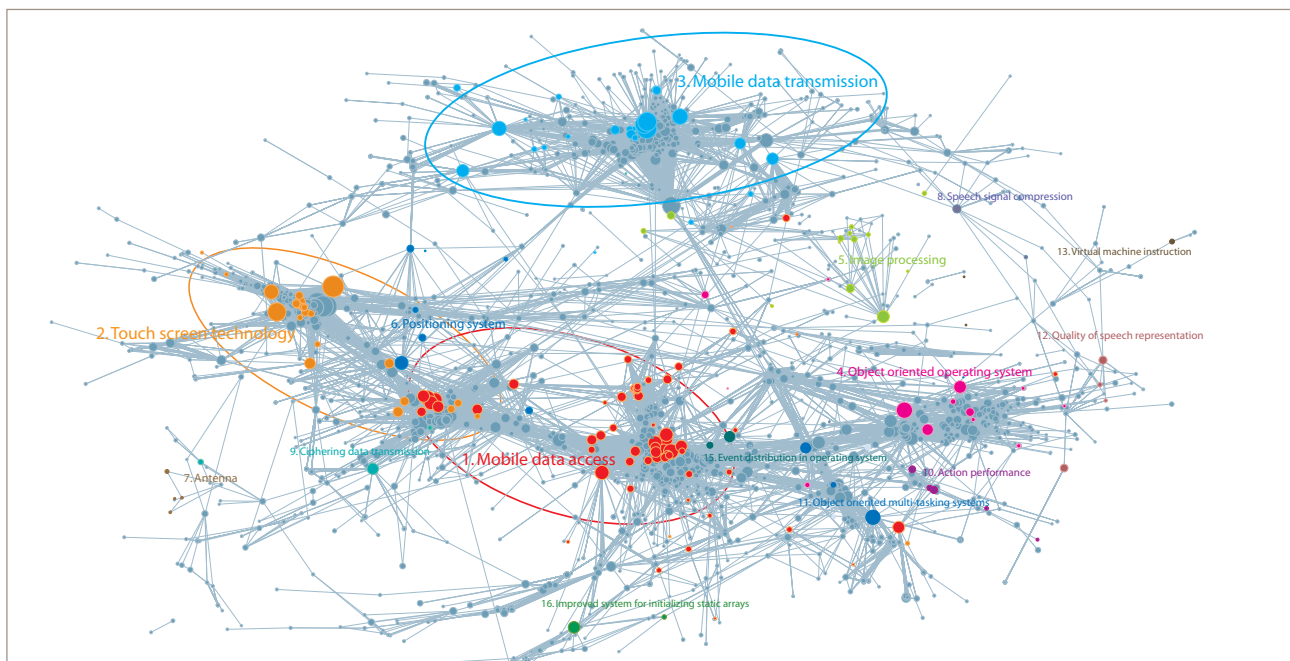 3. Mobile data transmission
8. Speech signal compression
13. Virtual machine instruction
5. Image processing
6. Positioning system
2. Touch screen technology
12. Quality of speech representation
4. Object oriented operating system
9. Ciphering data transmission
1. Mobile data access
15. Event distribution in operating system
7. Antenna
10. Action performance
11. Object oriented multi-tasking systems
16. Improved system for initializing static arrays